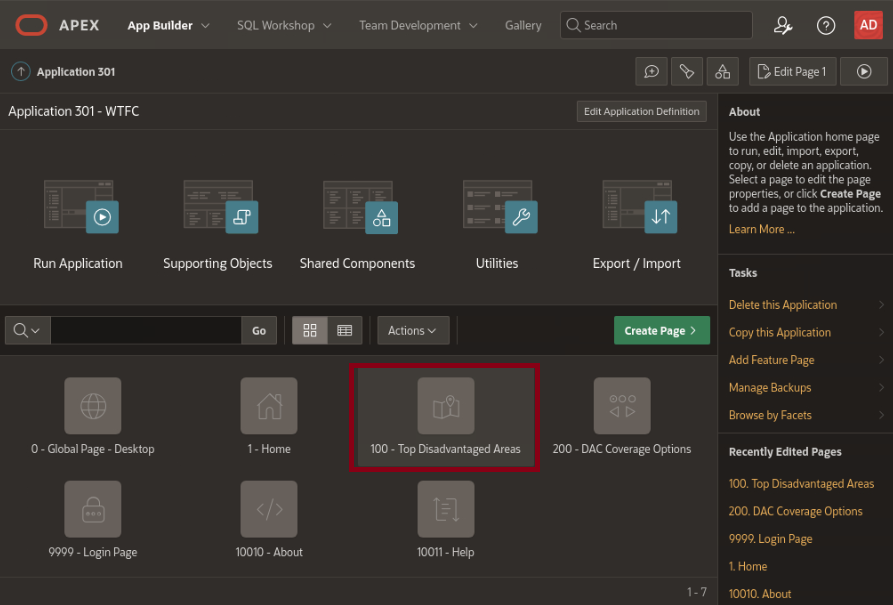 APEX App Builder SQL Workshop Team Development Gallery Search AD
Application 301 Edit Page 1
Application 301 - WTFC Edit Application Definition
Run Application Supporting Objects Shared Components Utilities Export / Import
Go Actions Create Page
0 - Global Page - Desktop 1 - Home 100 - Top Disadvantaged Areas 200 - DAC Coverage Options
9999 - Login Page 10010 - About 10011 - Help
1 - 7
About
Use the Application home page
to run, edit, import, export,
copy, or delete an application.
Select a page to edit the page
properties, or click Create Page
to add a page to the application.
Learn More ...
Tasks
Delete this Application
Copy this Application
Add Feature Page
Manage Backups
Browse by Facets
Recently Edited Pages
100. Top Disadvantaged Areas
200. DAC Coverage Options
9999. Login Page
1. Home
10010. About